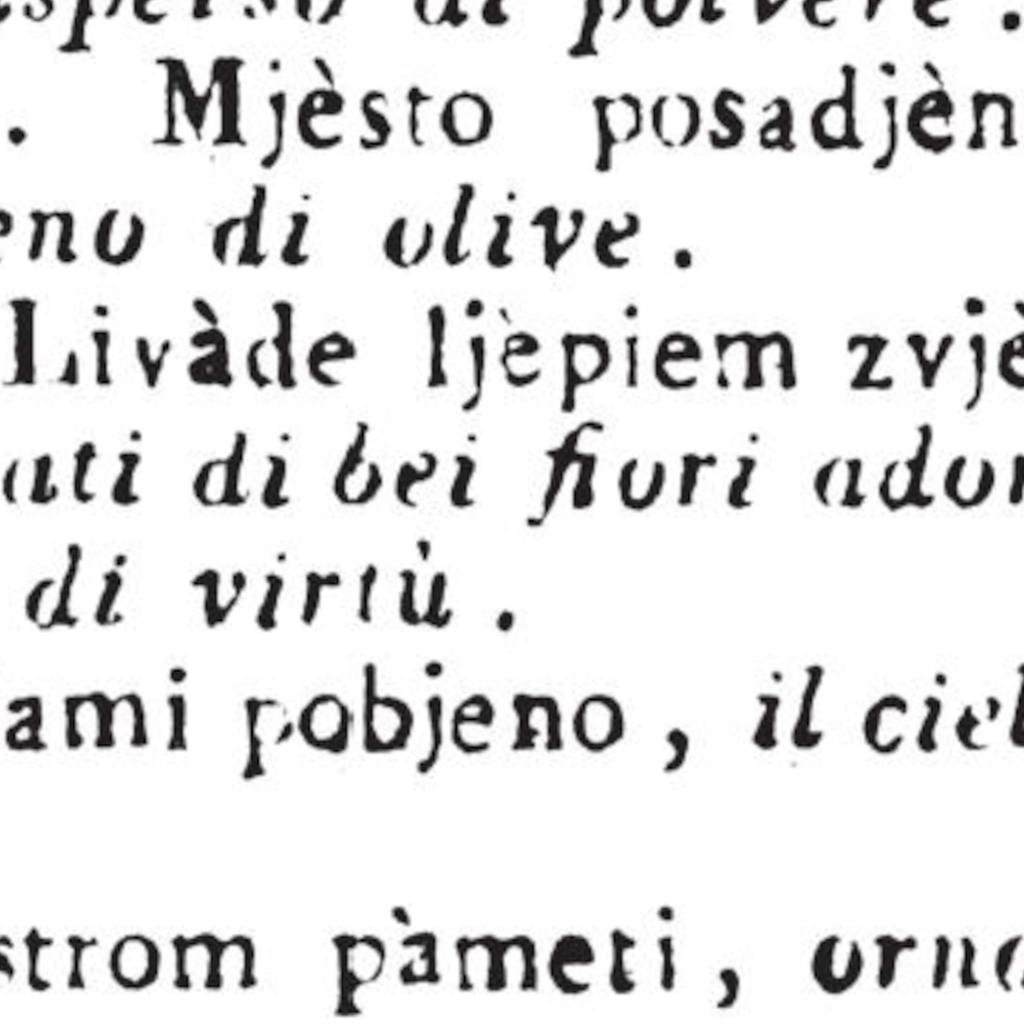 asperso di polvere.
. Mjèsto posadjèn
eno di olive.
Livàde ljèpiem zvjè
ati di bei fiori ador
di virtù.
ami pobjeno, il ciel
strom pàmeti, orna